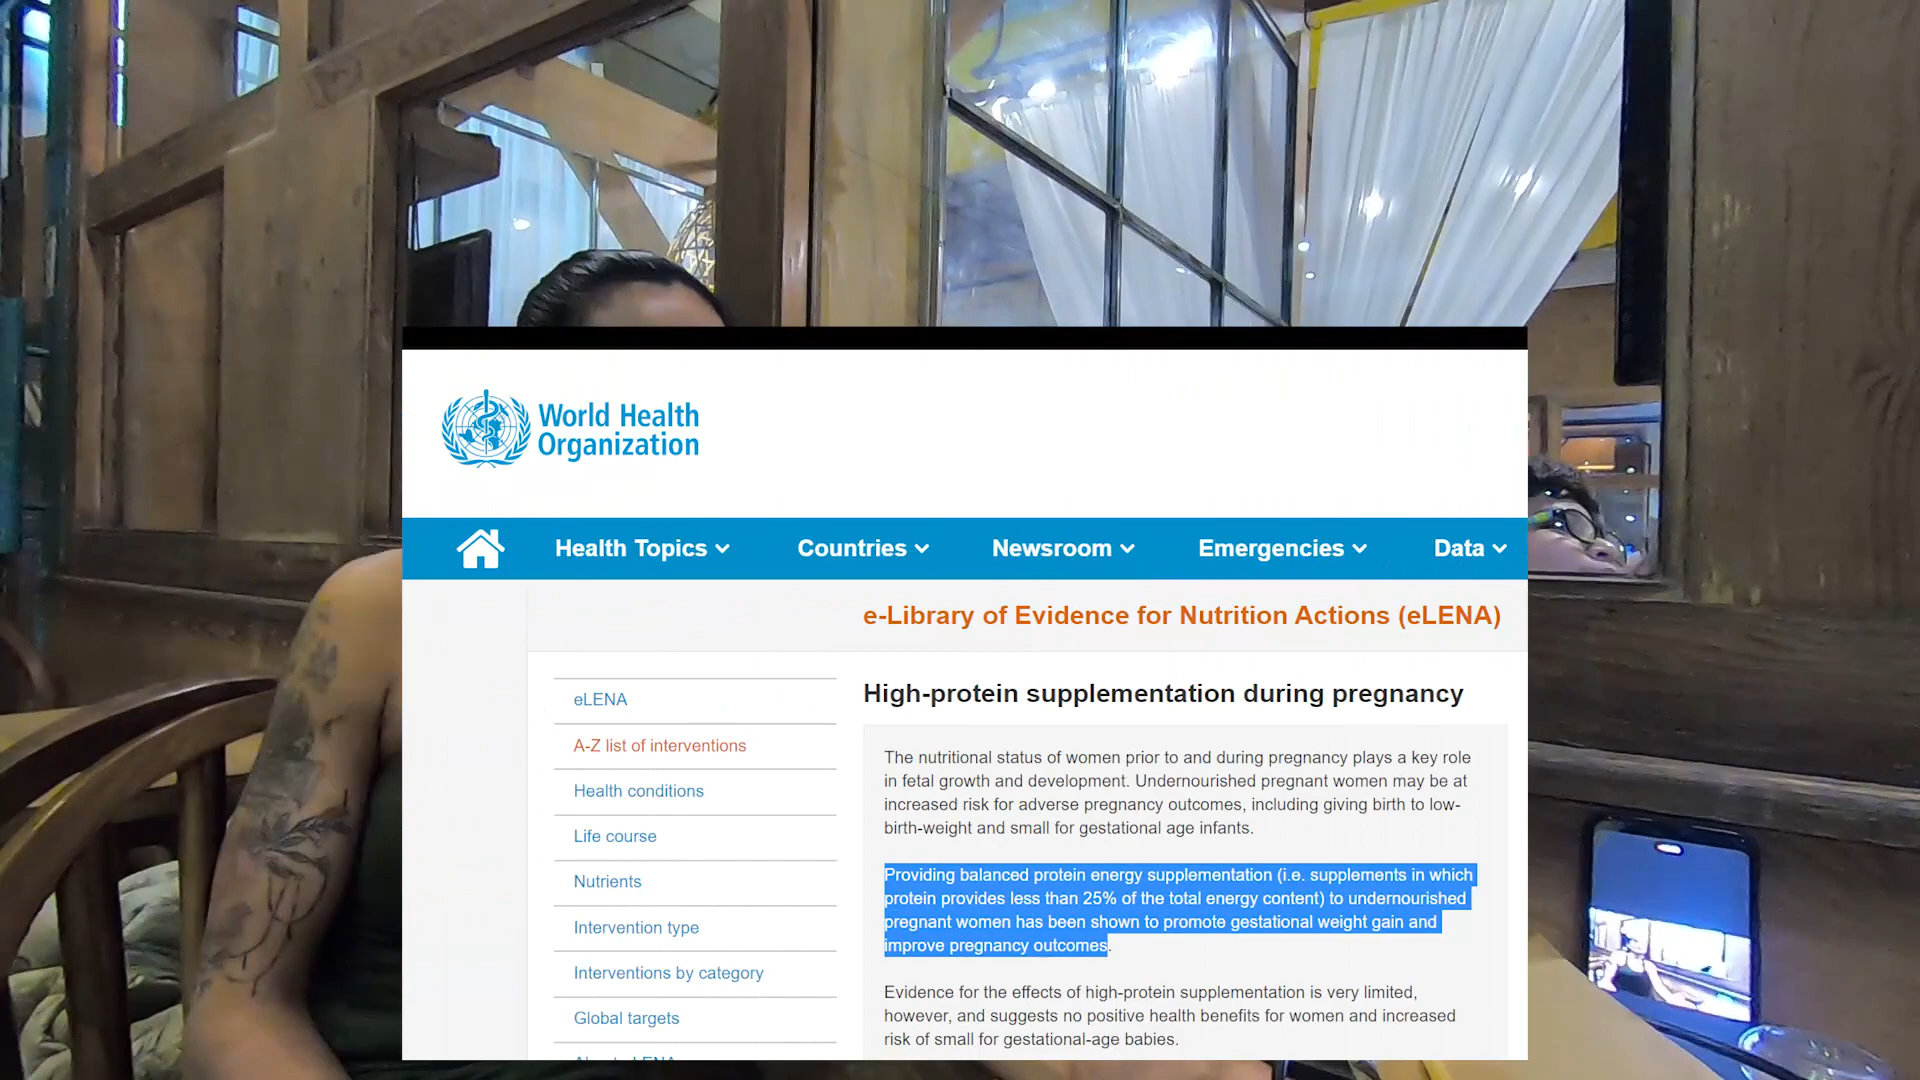 World Health
Organization
Health Topics
Countries
Newsroom
Emergencies
Data
e-Library of Evidence for Nutrition Actions (eLENA)
eLENA
A-Z list of interventions
Health conditions
Life course
Nutrients
Intervention type
Interventions by category
Global targets
High-protein supplementation during pregnancy
The nutritional status of women prior to and during pregnancy plays a key role
in fetal growth and development. Undernourished pregnant women may be at
increased risk for adverse pregnancy outcomes, including giving birth to low-
birth-weight and small for gestational age infants.
Providing balanced protein energy supplementation (i.e. supplements in which
protein provides less than 25% of the total energy content) to undernourished
pregnant women has been shown to promote gestational weight gain and
improve pregnancy outcomes.
Evidence for the effects of high-protein supplementation is very limited,
however, and suggests no positive health benefits for women and increased
risk of small for gestational-age babies.